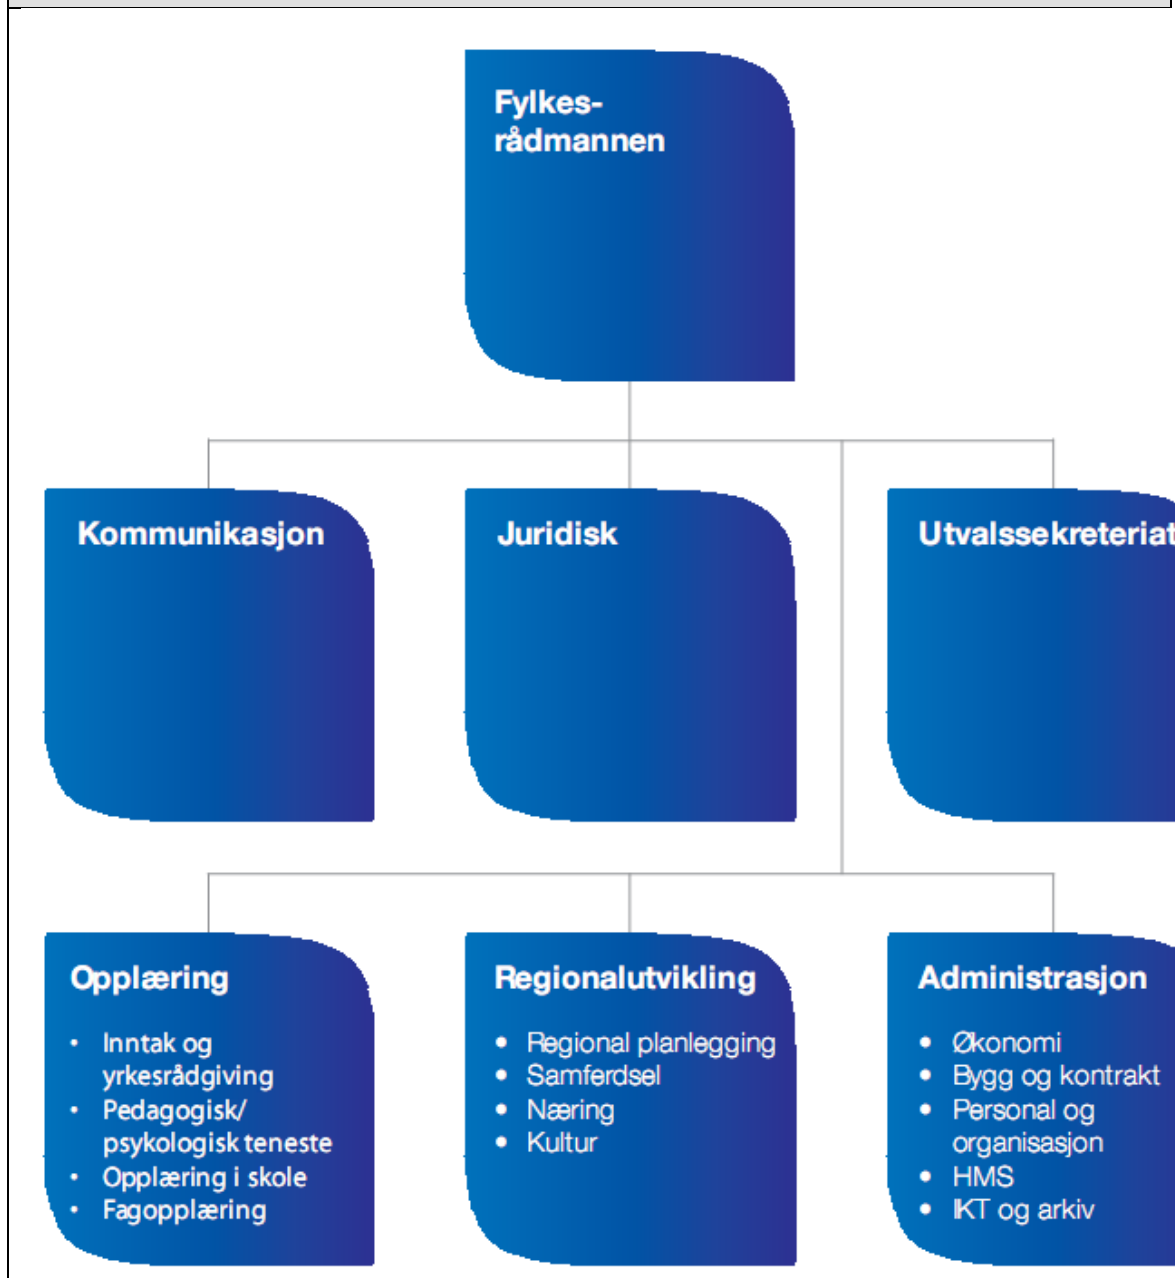 Fylkes-
rådmannen
Kommunikasjon
Juridisk
Utvalssekreteriat
Opplæring
• Inntak og
yrkesrådgiving
• Pedagogisk/
psykologisk teneste
• Opplæring i skole
• Fagopplæring
Regionalutvikling
• Regional planlegging
• Samferdsel
• Næring
• Kultur
Administrasjon
• Økonomi
• Bygg og kontrakt
• Personal og
organisasjon
• HMS
• IKT og arkiv